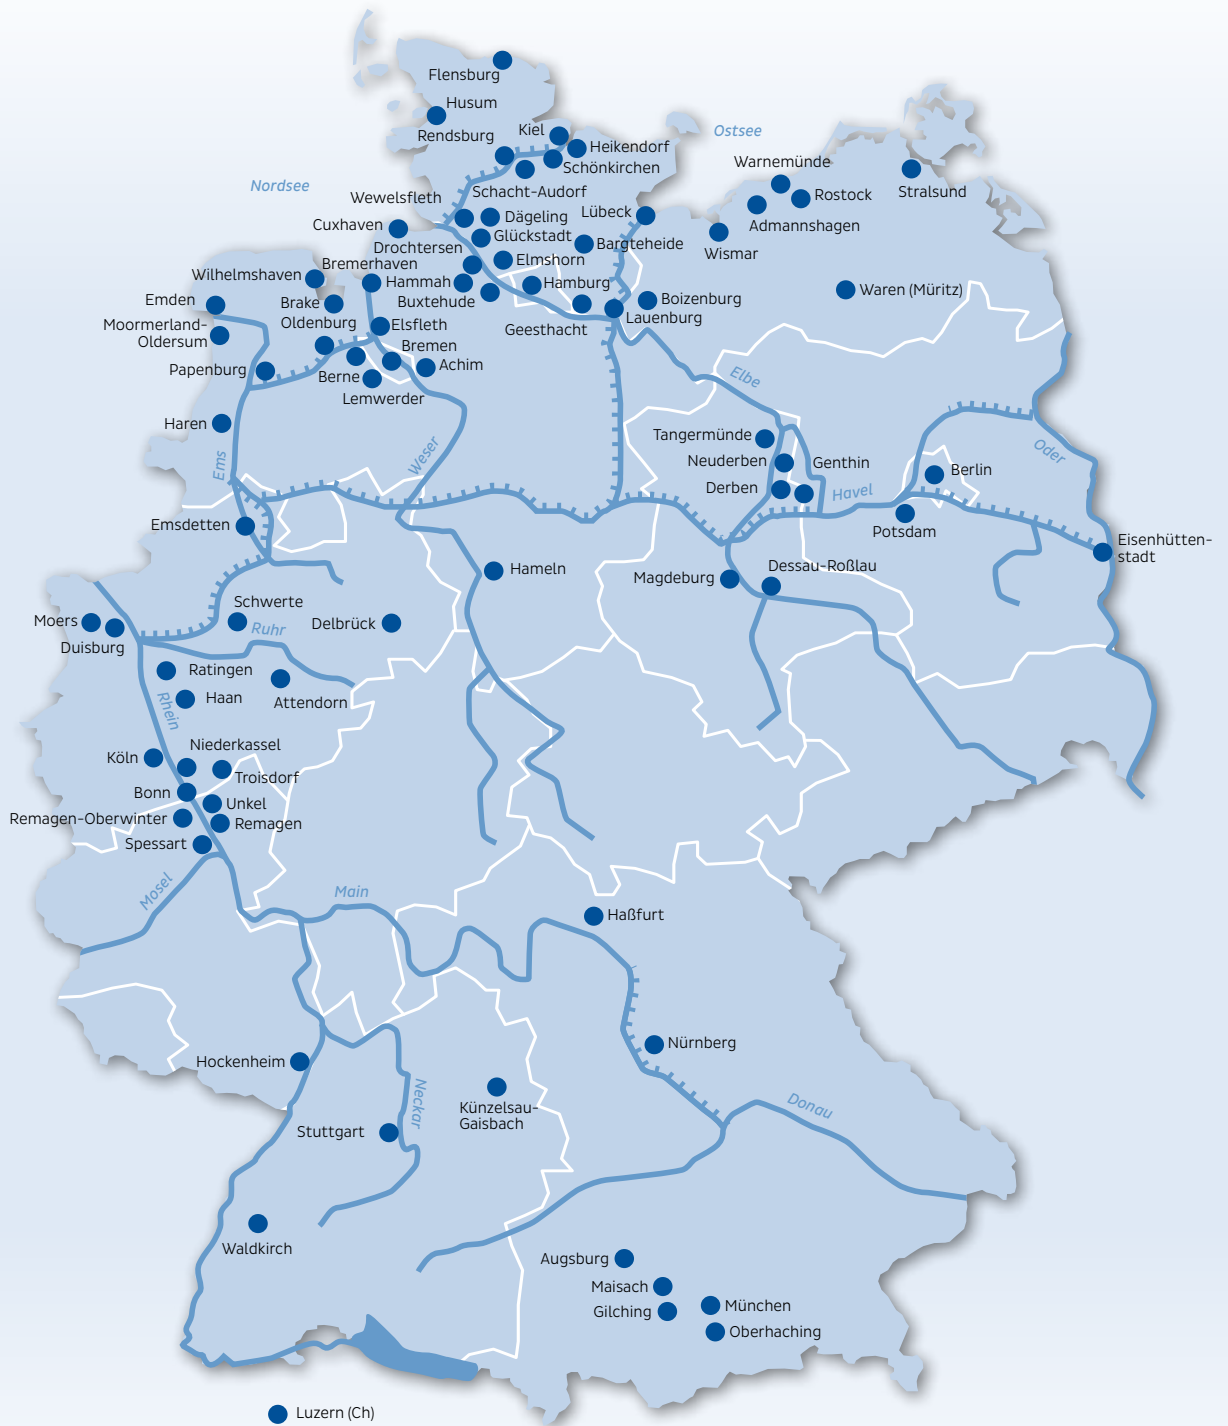 Flensburg
Husum
Rendsburg
Kiel
Heikendorf
Schönkirchen
Schacht-Audorf
Ostsee
Nordsee
Warnemünde
Rostock
Admannshagen
Stralsund
Wismar
Wewelsfleth
Dägeling
Lübeck
Cuxhaven
Glückstadt
Drochtersen
Bargteheide
Elmshorn
Bremerhaven
Wilhelmshaven
Hammah
Hamburg
Waren (Müritz)
Emden
Brake
Buxtehude
Boizenburg
Moormerland-
Oldersum
Oldenburg
Elsfleth
Geesthacht
Lauenburg
Bremen
Achim
Papenburg
Berne
Lemwerder
Elbe
Haren
Ems
Weser
Tangermünde
Neuderben
Genthin
Derben
Havel
Berlin
Oder
Potsdam
Emsdetten
Eisenhütten-
stadt
Hameln
Magdeburg
Dessau-Roßlau
Schwerte
Moers
Duisburg
Ruhr
Delbrück
Ratingen
Haan
Attendorn
Rhein
Niederkassel
Köln
Troisdorf
Bonn
Unkel
Remagen-Oberwinter
Remagen
Spessart
Mosel
Main
Haßfurt
Nürnberg
Hockenheim
Neckar
Künzelsau-
Gaisbach
Donau
Stuttgart
Waldkirch
Augsburg
Maisach
Gilching
München
Oberhaching
Luzern (Ch)